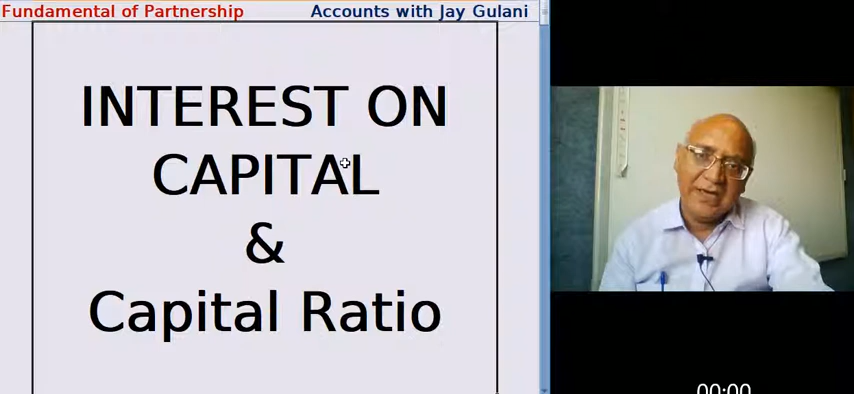 Fundamental of Partnership Accounts with Jay Gulani
INTEREST ON
CAPITAL
&
Capital Ratio
00:00